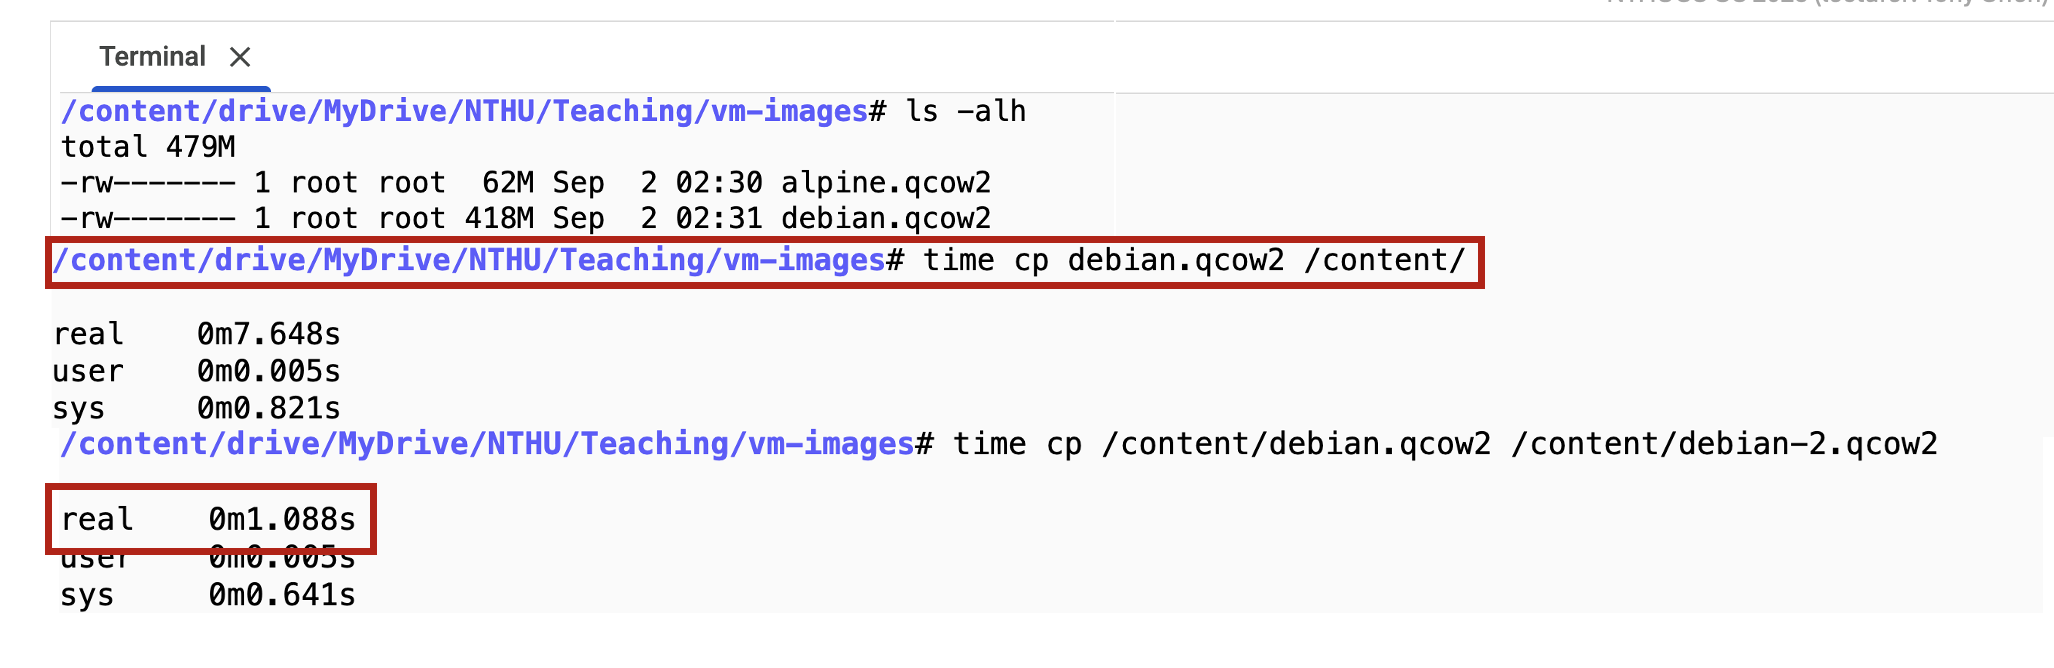 Terminal
/content/drive/MyDrive/NTHU/Teaching/vm-images# ls -alh
total 479M
-rw------- 1 root root  62M Sep  2 02:30 alpine.qcow2
-rw------- 1 root root 418M Sep  2 02:31 debian.qcow2
/content/drive/MyDrive/NTHU/Teaching/vm-images# time cp debian.qcow2 /content/
real    0m7.648s
user    0m0.005s
sys     0m0.821s
/content/drive/MyDrive/NTHU/Teaching/vm-images# time cp /content/debian.qcow2 /content/debian-2.qcow2
real    0m1.088s
user    0m0.005s
sys     0m0.641s